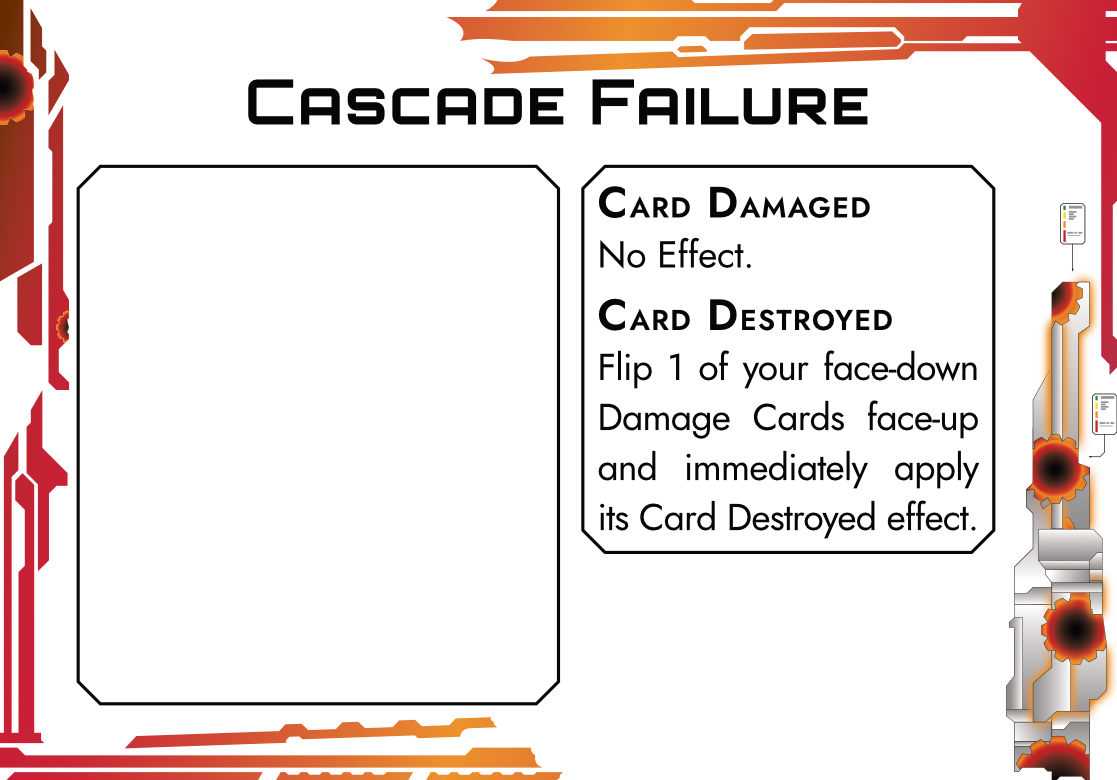 Cascade Failure
Card Damaged
No Effect.
Card Destroyed
Flip 1 of your face-down
Damage Cards face-up
and immediately apply
its Card Destroyed effect.